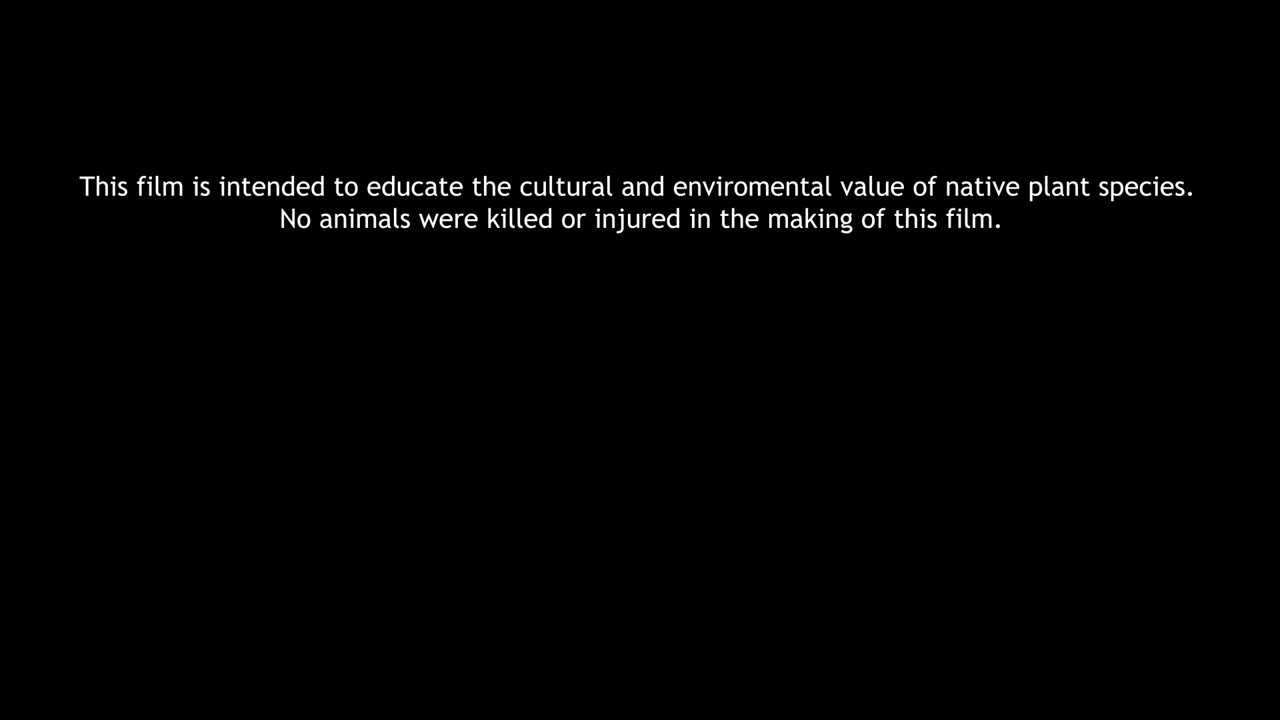 This film is intended to educate the cultural and enviromental value of native plant species.
No animals were killed or injured in the making of this film.